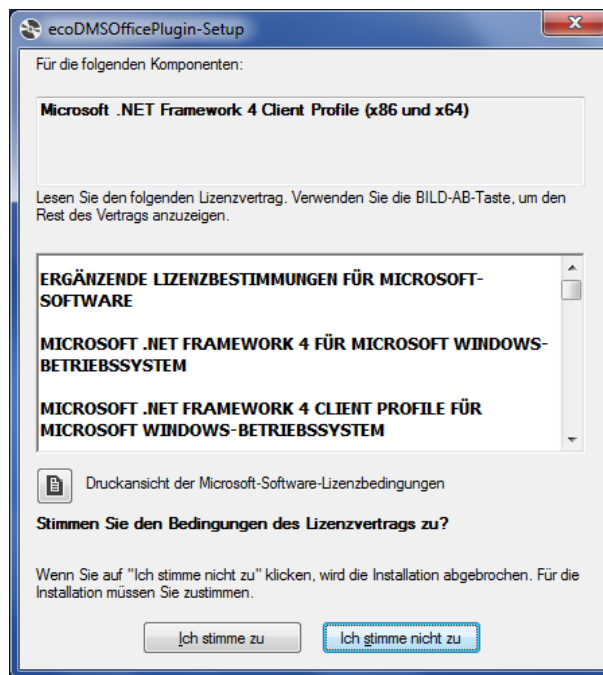 ecoDMSOfficePlugin-Setup
Für die folgenden Komponenten:
Microsoft .NET Framework 4 Client Profile (x86 und x64)
Lesen Sie den folgenden Lizenzvertrag. Verwenden Sie die BILD-AB-Taste, um den
Rest des Vertrags anzuzeigen.
ERGÄNZENDE LIZENZBESTIMMUNGEN FÜR MICROSOFT-
SOFTWARE
MICROSOFT .NET FRAMEWORK 4 FÜR MICROSOFT WINDOWS-
BETRIEBSSYSTEM
MICROSOFT .NET FRAMEWORK 4 CLIENT PROFILE FÜR
MICROSOFT WINDOWS-BETRIEBSSYSTEM
Druckansicht der Microsoft-Software-Lizenzbedingungen
Stimmen Sie den Bedingungen des Lizenzvertrags zu?
Wenn Sie auf "Ich stimme nicht zu" klicken, wird die Installation abgebrochen. Für die
Installation müssen Sie zustimmen.
Ich stimme zu
Ich stimme nicht zu